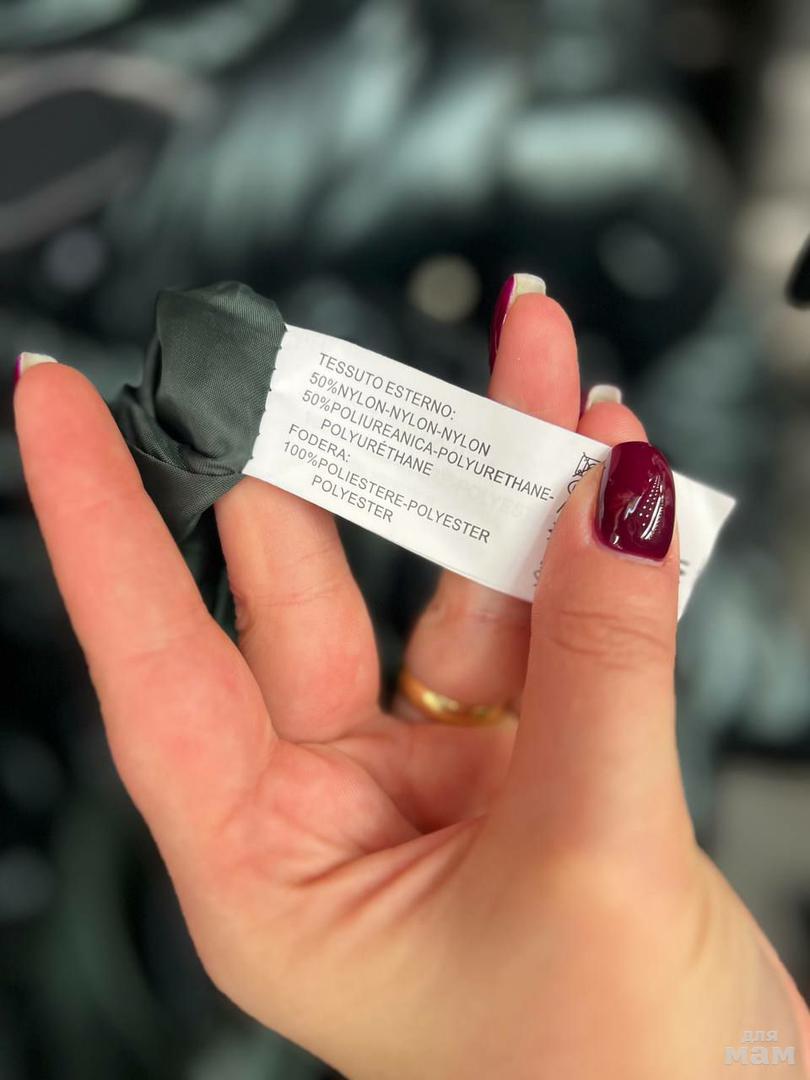 TESSUTO ESTERNO:
50%NYLON-NYLON-NYLON
50%POLIUREANICA-POLYURETHANE-
POLYURÉTHANE
FODERA:
100%POLIESTERE-POLYESTER
POLYESTER
для
мам